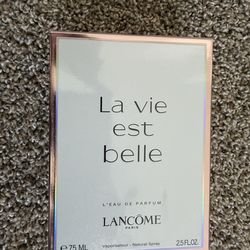 La vie
est
belle
L'EAU DE PARFUM
LANCÔME
PARIS
℮ 75 ML vaporisateur - Natural Spray 2.5 FL.OZ.